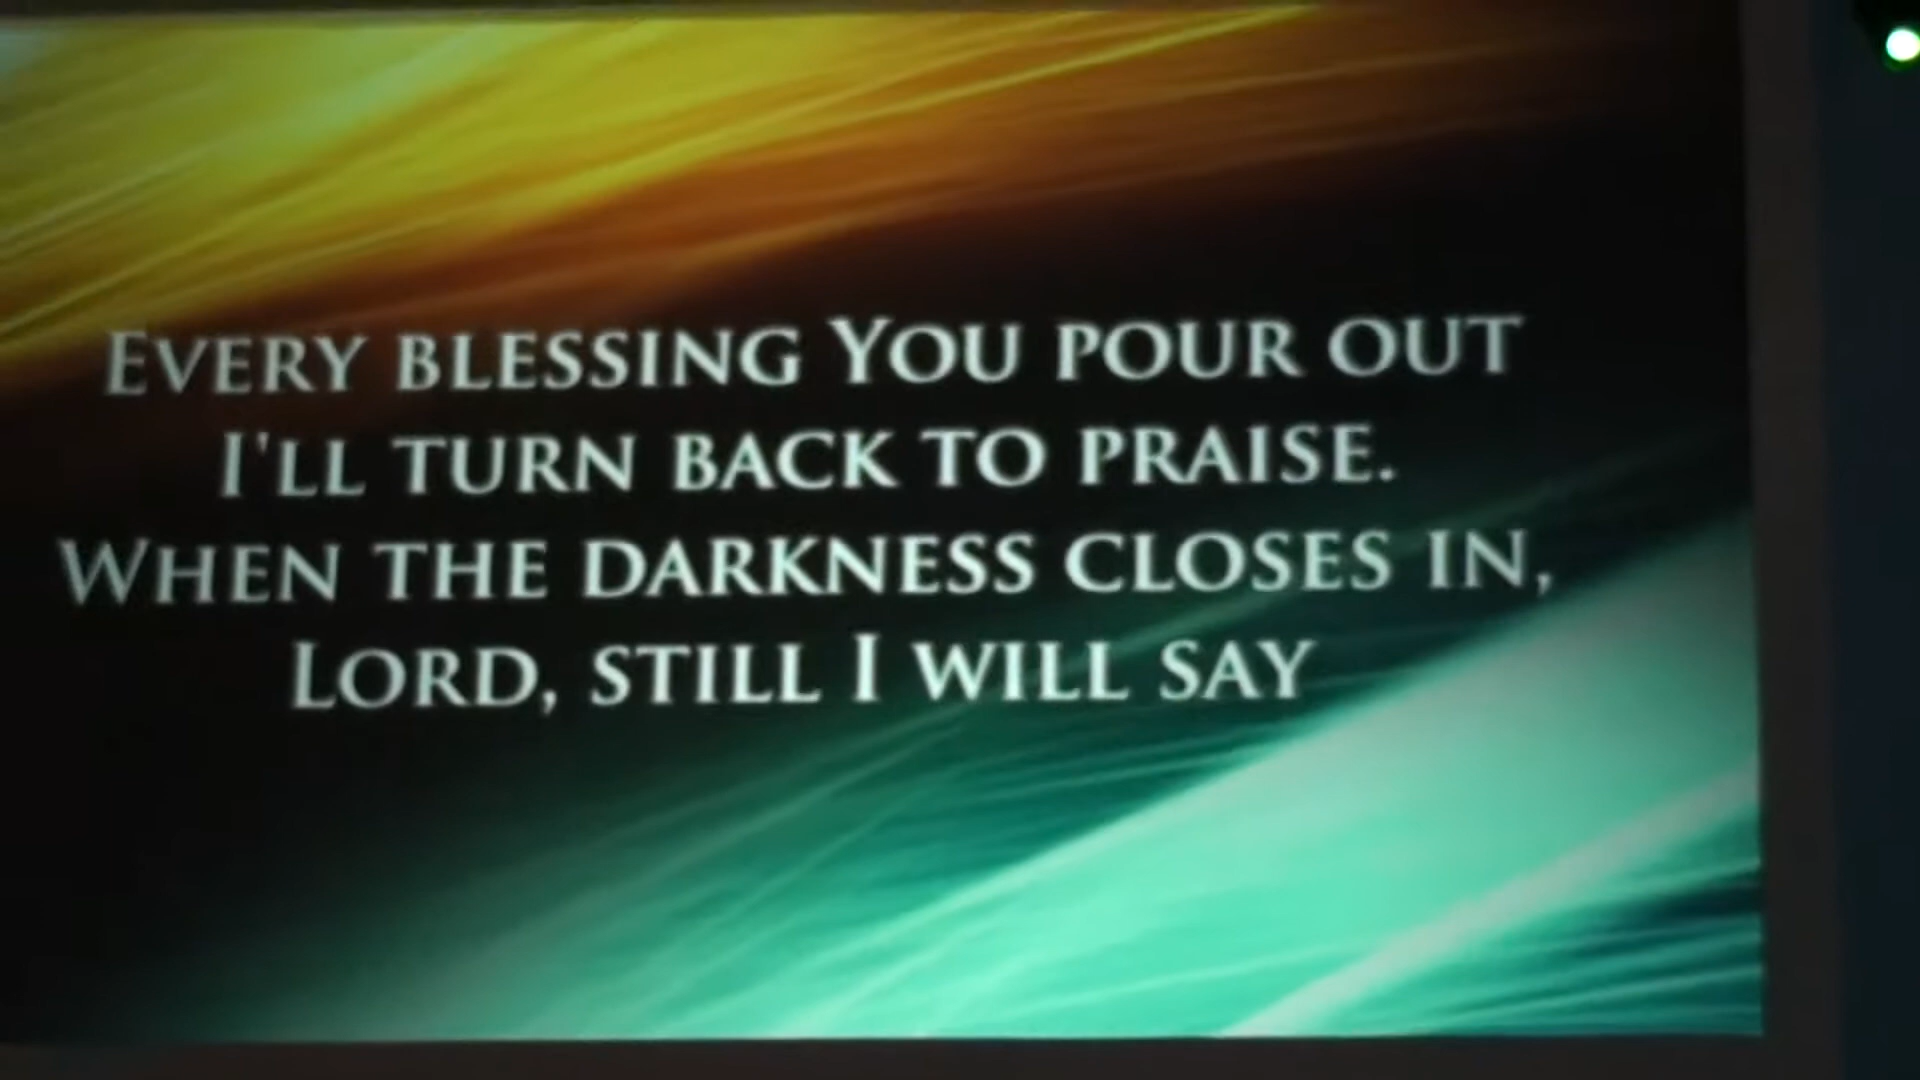 Every blessing You pour out
I'll turn back to praise.
When the darkness closes in,
Lord, still I will say